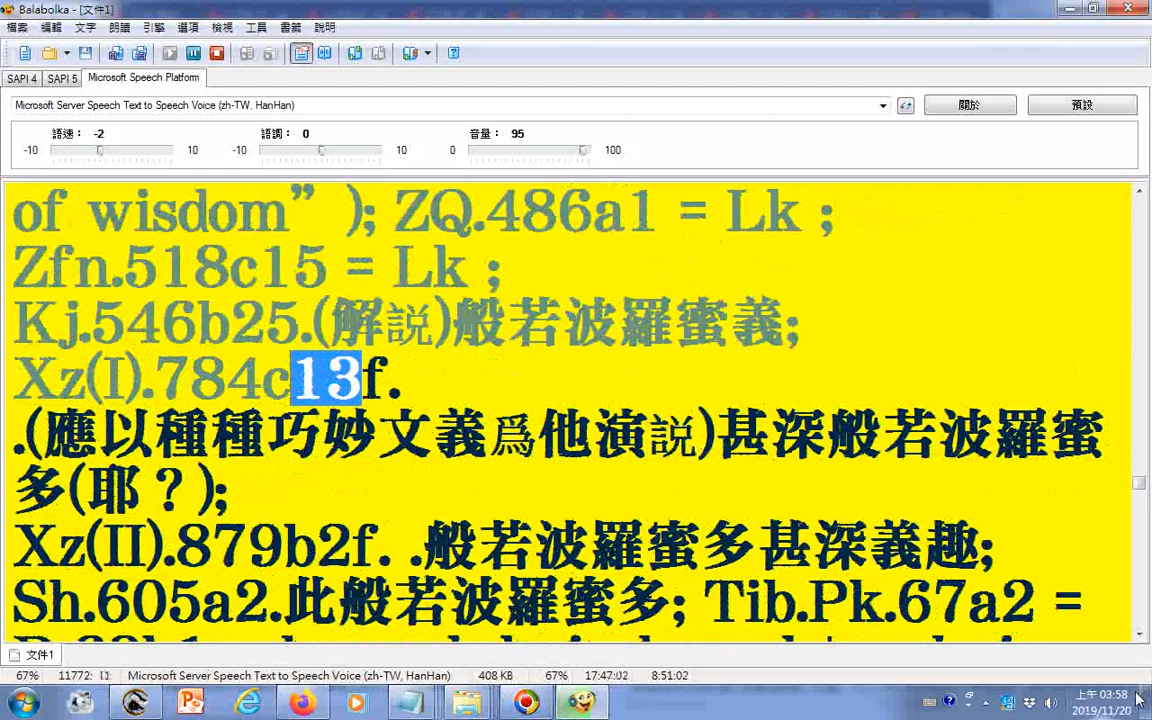 Balabolka - [文件1]
檔案 編輯 文字 朗讀 引擎 選項 檢視 工具 書籤 說明
SAPI 4 SAPI 5 Microsoft Speech Platform
Microsoft Server Speech Text to Speech Voice (zh-TW, HanHan) 關於 預設
語速： -2 語調： 0 音量： 95
-10 10 -10 10 0 100
of wisdom” ); ZQ.486a1 = Lk ;
Zfn.518c15 = Lk ;
Kj.546b25.(解説)般若波羅蜜義;
Xz(I).784c13f.
.(應以種種巧妙文義爲他演説)甚深般若波羅蜜
多(耶？);
Xz(II).879b2f. .般若波羅蜜多甚深義趣;
Sh.605a2.此般若波羅蜜多; Tib.Pk.67a2 =
文件1
67% 11772: Microsoft Server Speech Text to Speech Voice (zh-TW, HanHan) 408 KB 67% 17:47:02 8:51:02
上午 03:58
2019/11/20